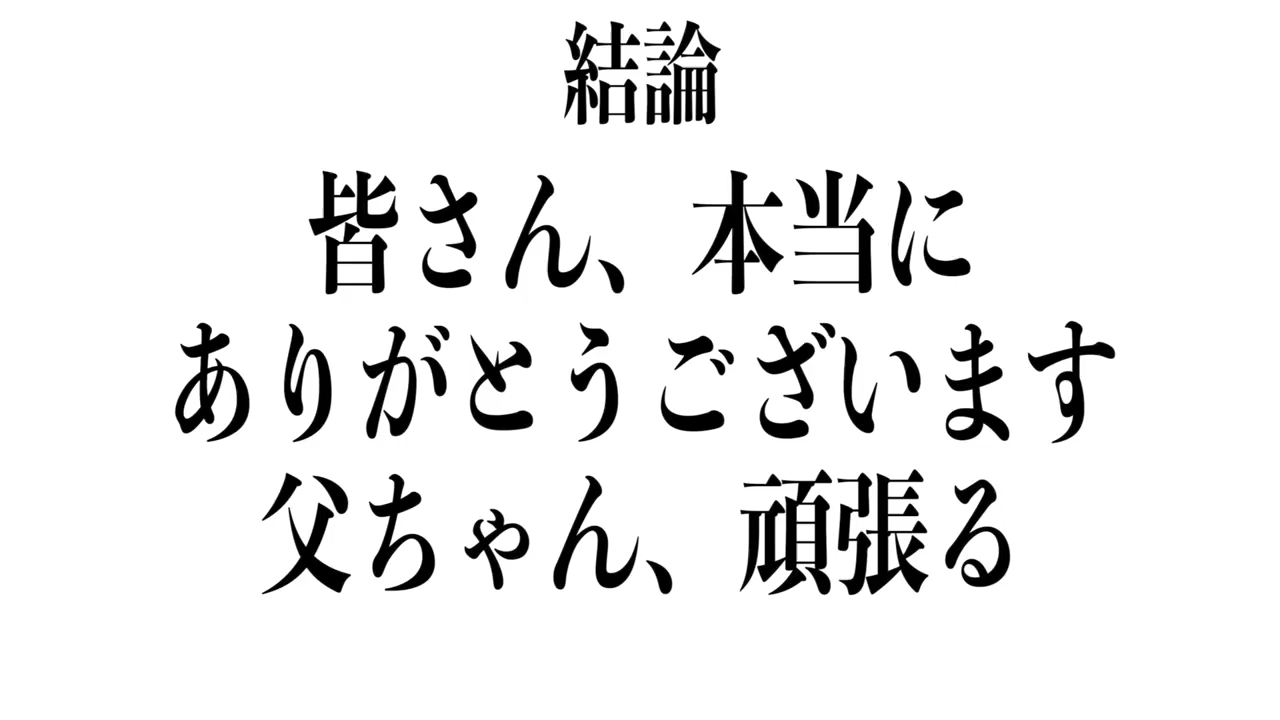 結論
皆さん、本当に
ありがとうございます
父ちゃん、頑張る